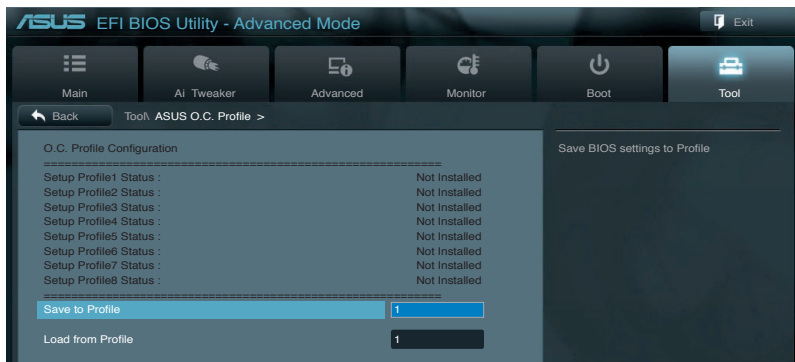 ASUS EFI BIOS Utility - Advanced Mode
Exit
Main Ai Tweaker Advanced Monitor Boot Tool
Back Tool\ ASUS O.C. Profile >
O.C. Profile Configuration
Save BIOS settings to Profile
============================================================
Setup Profile1 Status : Not Installed
Setup Profile2 Status : Not Installed
Setup Profile3 Status : Not Installed
Setup Profile4 Status : Not Installed
Setup Profile5 Status : Not Installed
Setup Profile6 Status : Not Installed
Setup Profile7 Status : Not Installed
Setup Profile8 Status : Not Installed
============================================================
Save to Profile 1
Load from Profile 1